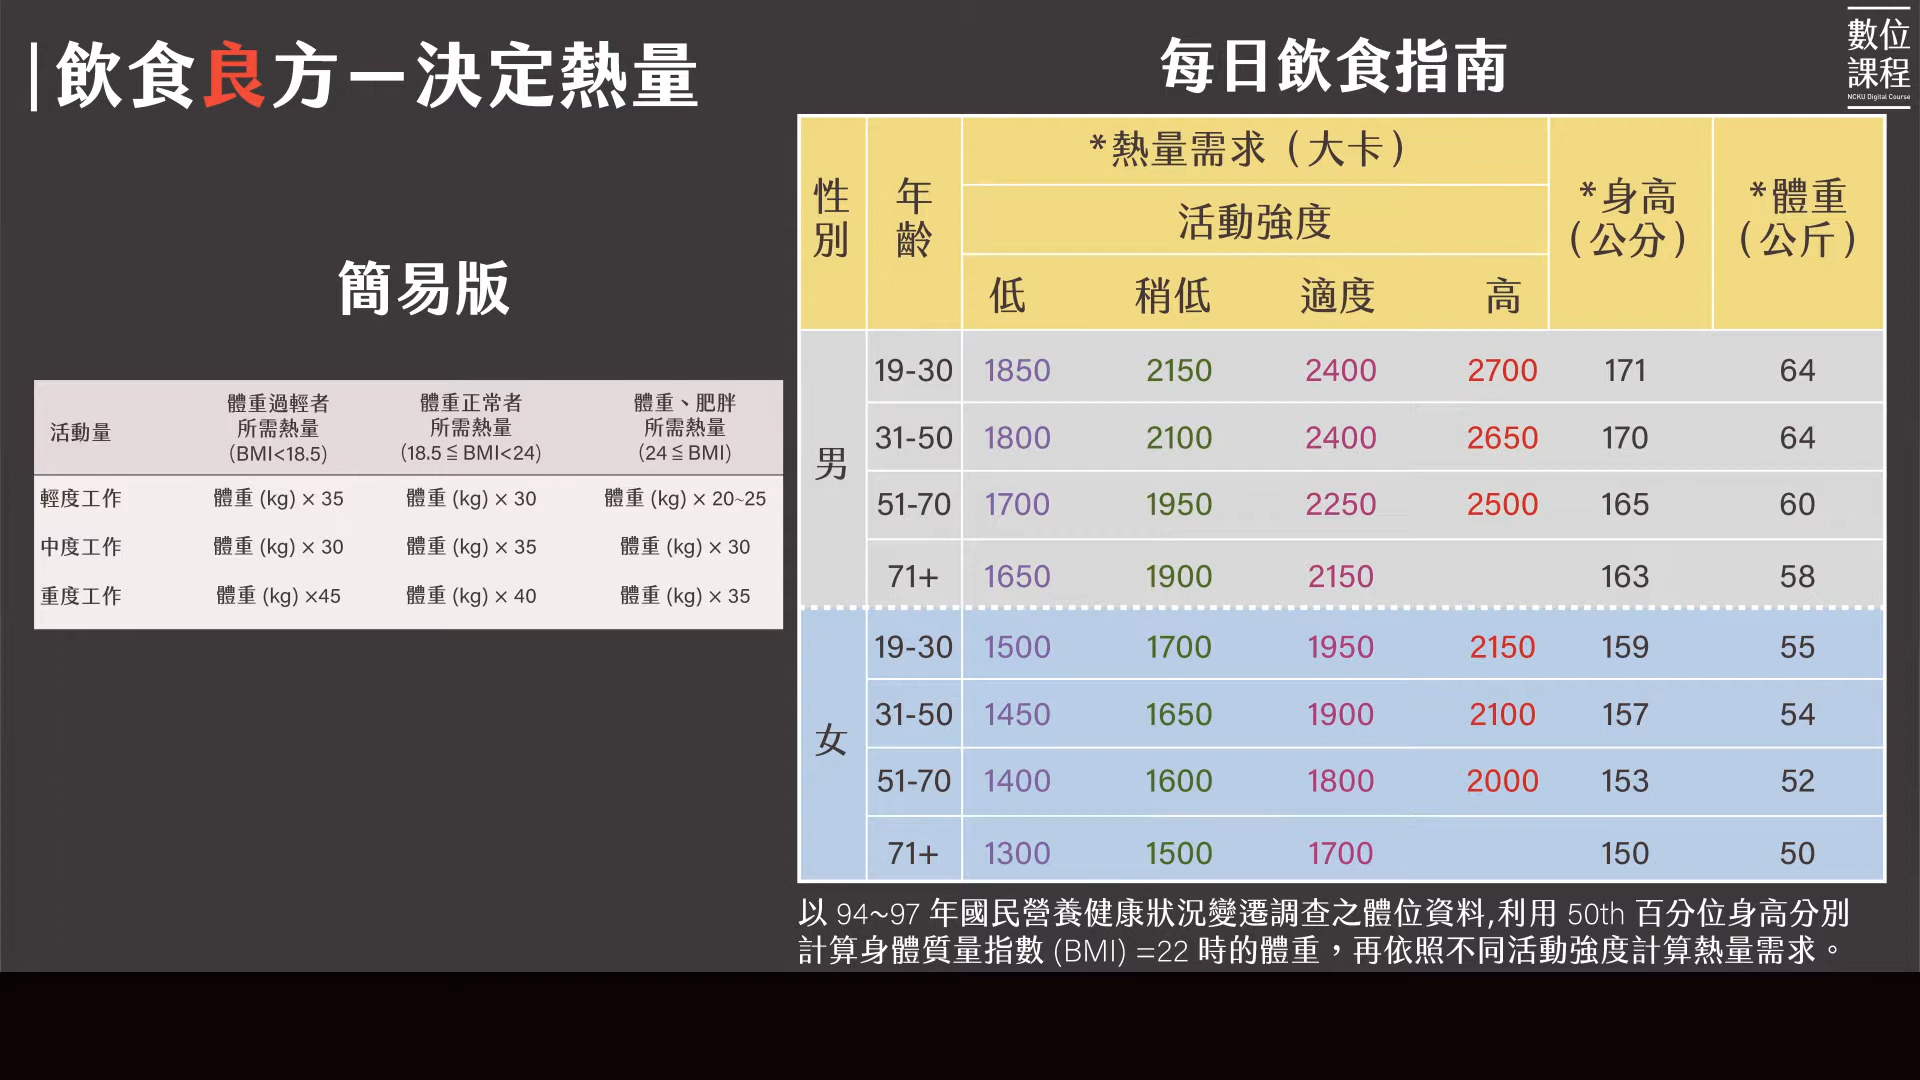 飲食良方－決定熱量
簡易版
活動量
體重過輕者
所需熱量
(BMI<18.5)
體重正常者
所需熱量
(18.5≦BMI<24)
體重、肥胖
所需熱量
(24≦BMI)
輕度工作 體重 (kg) × 35 體重 (kg) × 30 體重 (kg) × 20~25
中度工作 體重 (kg) × 30 體重 (kg) × 35 體重 (kg) × 30
重度工作 體重 (kg) ×45 體重 (kg) × 40 體重 (kg) × 35
每日飲食指南
數位
課程
NCKU Digital Course
性別
年齡
*熱量需求（大卡）
活動強度
低 稍低 適度 高
*身高
（公分）
*體重
（公斤）
男
19-30 1850 2150 2400 2700 171 64
31-50 1800 2100 2400 2650 170 64
51-70 1700 1950 2250 2500 165 60
71+ 1650 1900 2150 163 58
女
19-30 1500 1700 1950 2150 159 55
31-50 1450 1650 1900 2100 157 54
51-70 1400 1600 1800 2000 153 52
71+ 1300 1500 1700 150 50
以 94~97 年國民營養健康狀況變遷調查之體位資料,利用 50th 百分位身高分別
計算身體質量指數 (BMI) =22 時的體重，再依照不同活動強度計算熱量需求。